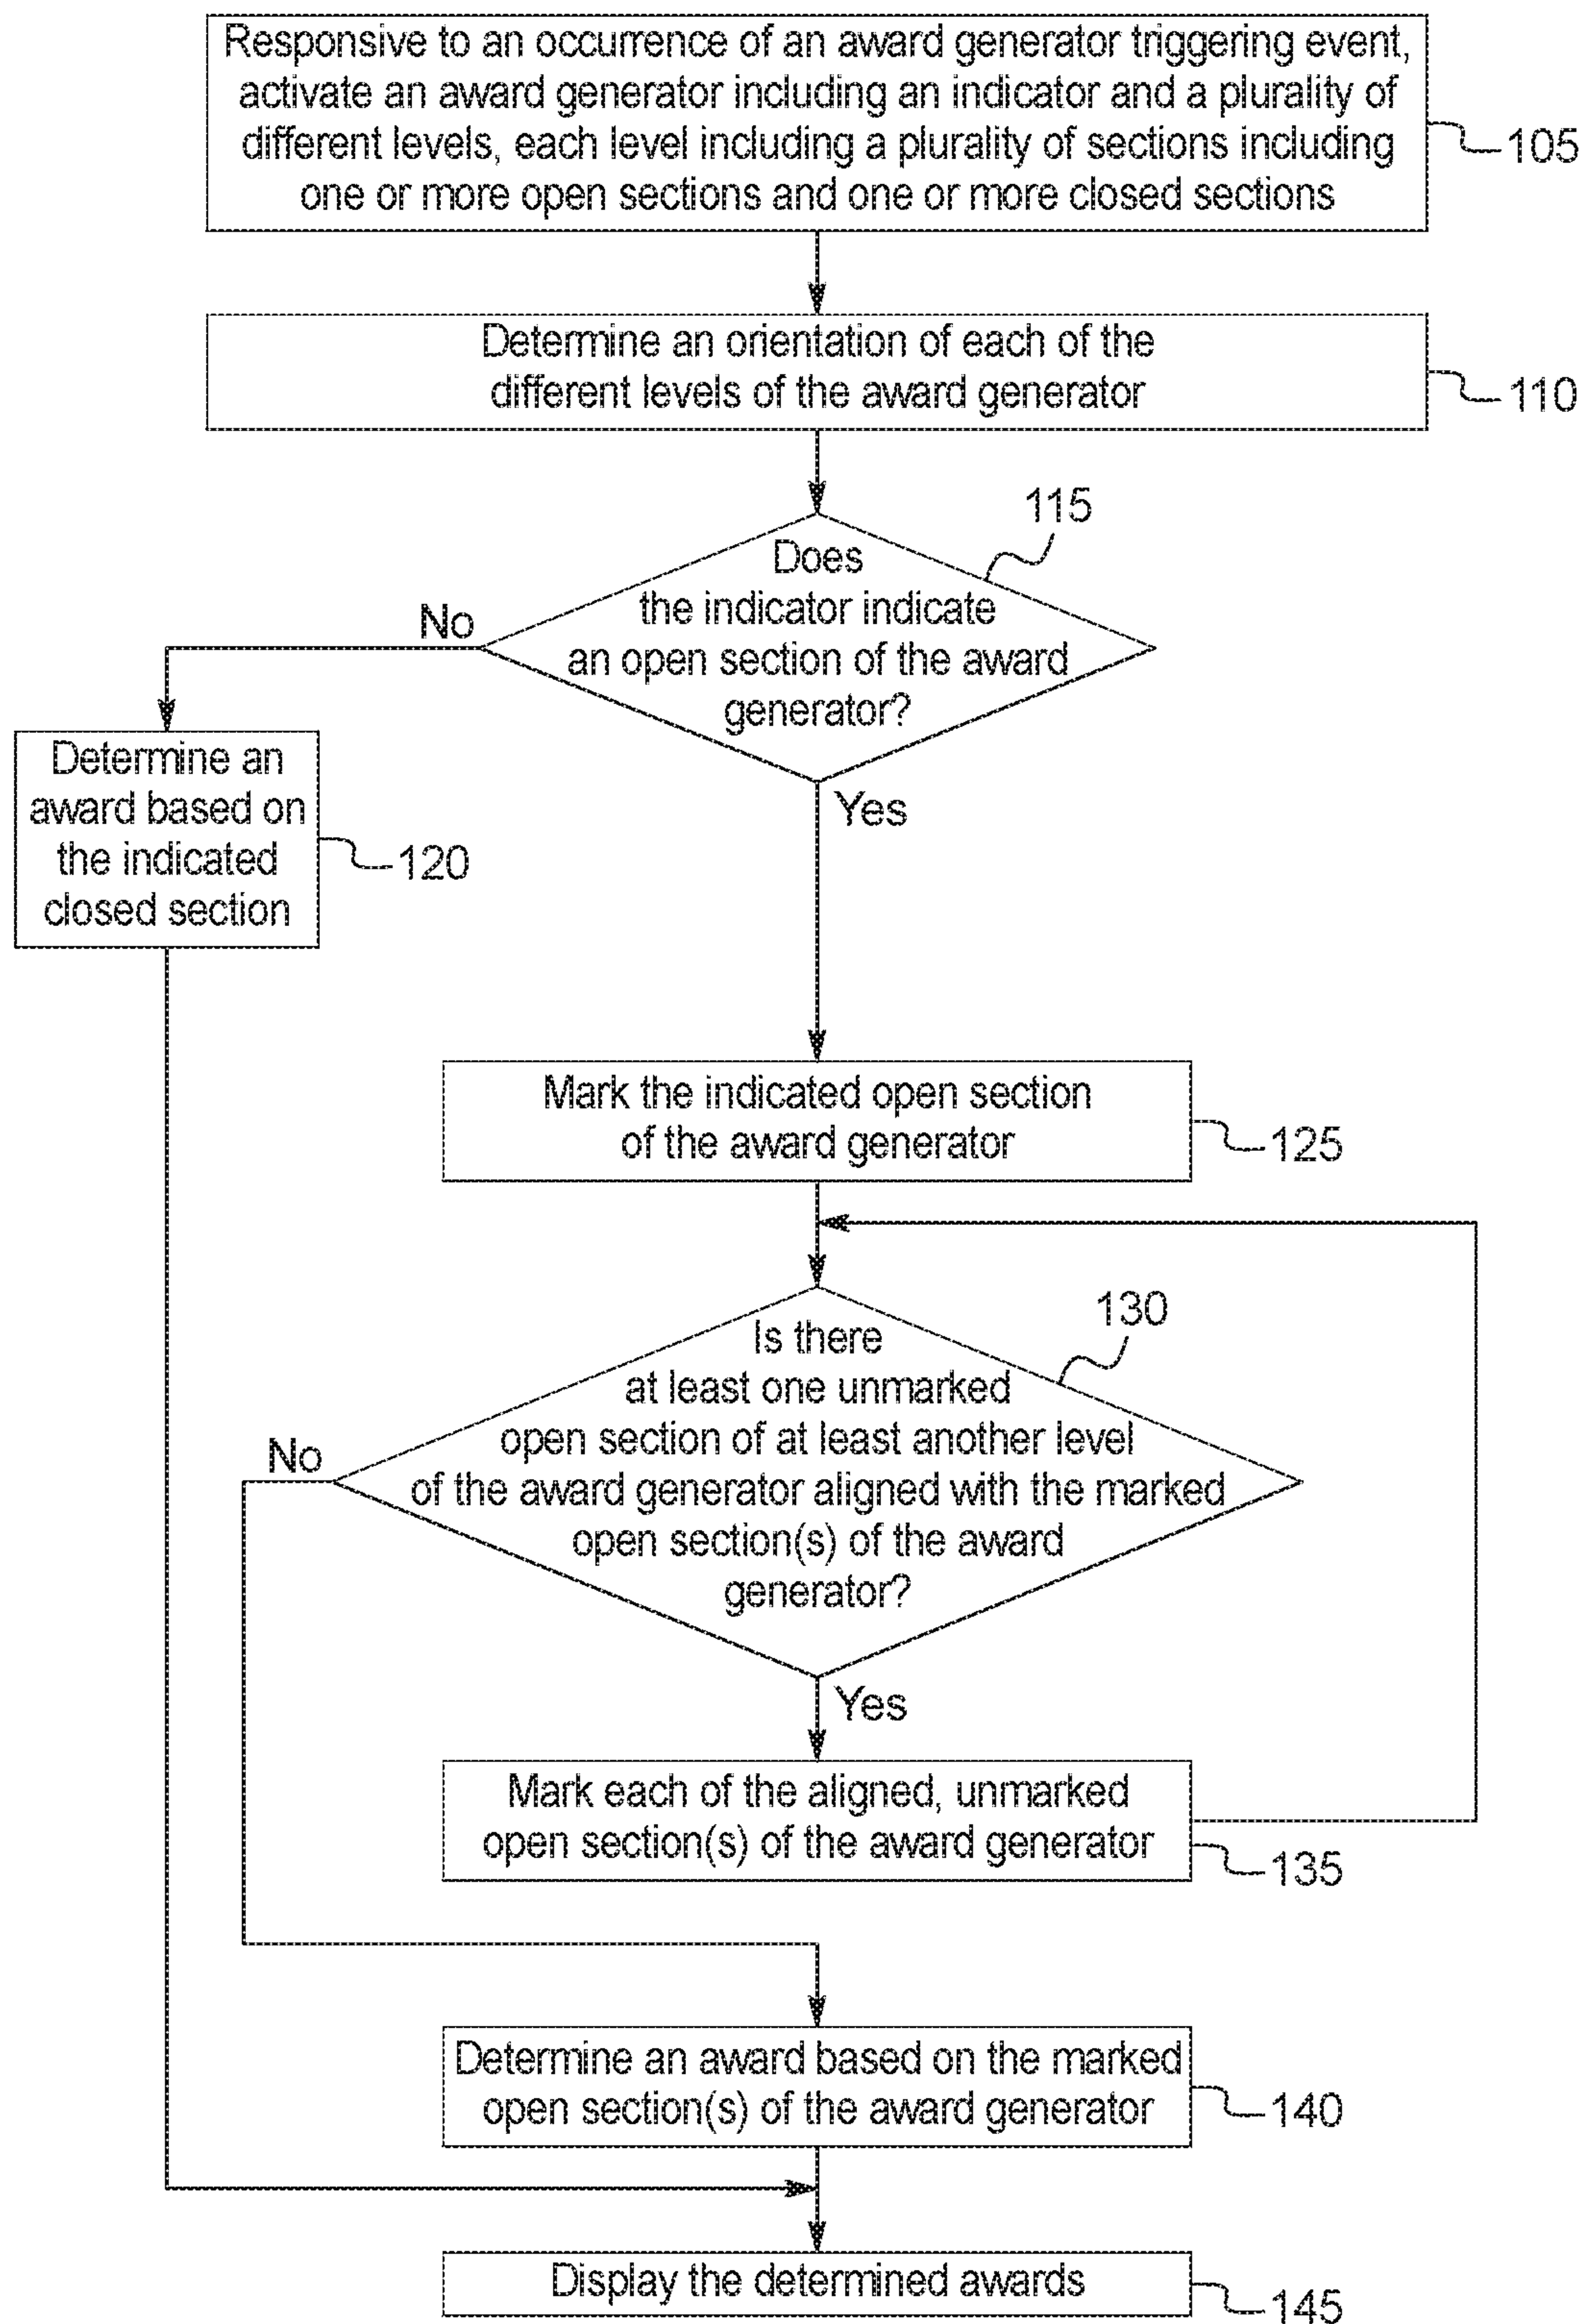 Responsive to an occurrence of an award generator triggering event,
activate an award generator including an indicator and a plurality of
different levels, each level including a plurality of sections including
one or more open sections and one or more closed sections
105
Determine an orientation of each of the
different levels of the award generator
110
115
Does
the indicator indicate
an open section of the award
generator?
No
Yes
Determine an
award based on
the indicated
closed section
120
Mark the indicated open section
of the award generator
125
130
Is there
at least one unmarked
open section of at least another level
of the award generator aligned with the marked
open section(s) of the award
generator?
No
Yes
Mark each of the aligned, unmarked
open section(s) of the award generator
135
Determine an award based on the marked
open section(s) of the award generator
140
Display the determined awards
145